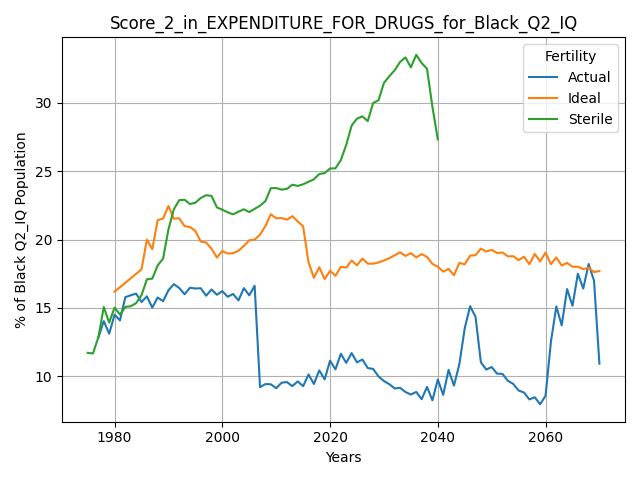 Score_2_in_EXPENDITURE_FOR_DRUGS_for_Black_Q2_IQ
Fertility
Actual
Ideal
Sterile
% of Black Q2_IQ Population
30
25
20
15
10
1980
2000
2020
2040
2060
Years